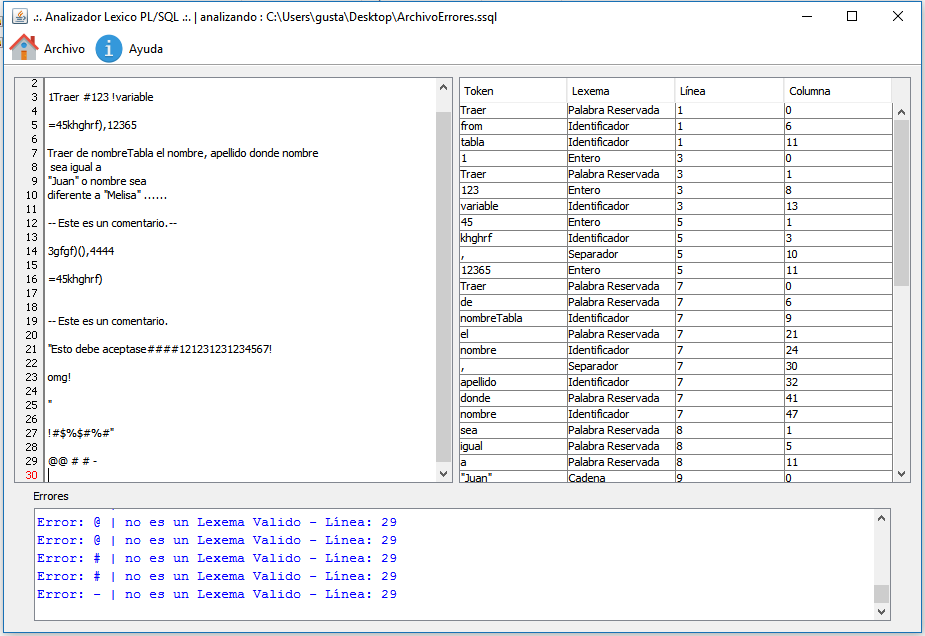 .:. Analizador Lexico PL/SQL .:. | analizando : C:\Users\gusta\Desktop\ArchivoErrores.ssql
Archivo Ayuda
2
3 1Traer #123 !variable
4
5 =45khghrf),12365
6
7 Traer de nombreTabla el nombre, apellido donde nombre
8 sea igual a
9 "Juan" o nombre sea
10 diferente a "Melisa" ......
11
12 -- Este es un comentario.--
13
14 3gfgf)(),4444
15
16 =45khghrf)
17
18
19 -- Este es un comentario.
20
21 "Esto debe aceptase####121231231234567!
22
23 omg!
24
25 "
26
27 !#$%$#%#"
28
29 @@ # # -
30
Token Lexema Línea Columna
Traer Palabra Reservada 1 0
from Identificador 1 6
tabla Identificador 1 11
1 Entero 3 0
Traer Palabra Reservada 3 1
123 Entero 3 8
variable Identificador 3 13
45 Entero 5 1
khghrf Identificador 5 3
, Separador 5 10
12365 Entero 5 11
Traer Palabra Reservada 7 0
de Palabra Reservada 7 6
nombreTabla Identificador 7 9
el Palabra Reservada 7 21
nombre Identificador 7 24
, Separador 7 30
apellido Identificador 7 32
donde Palabra Reservada 7 41
nombre Identificador 7 47
sea Palabra Reservada 8 1
igual Palabra Reservada 8 5
a Palabra Reservada 8 11
"Juan" Cadena 9 0
Errores
Error: @ | no es un Lexema Valido - Línea: 29
Error: @ | no es un Lexema Valido - Línea: 29
Error: # | no es un Lexema Valido - Línea: 29
Error: # | no es un Lexema Valido - Línea: 29
Error: - | no es un Lexema Valido - Línea: 29